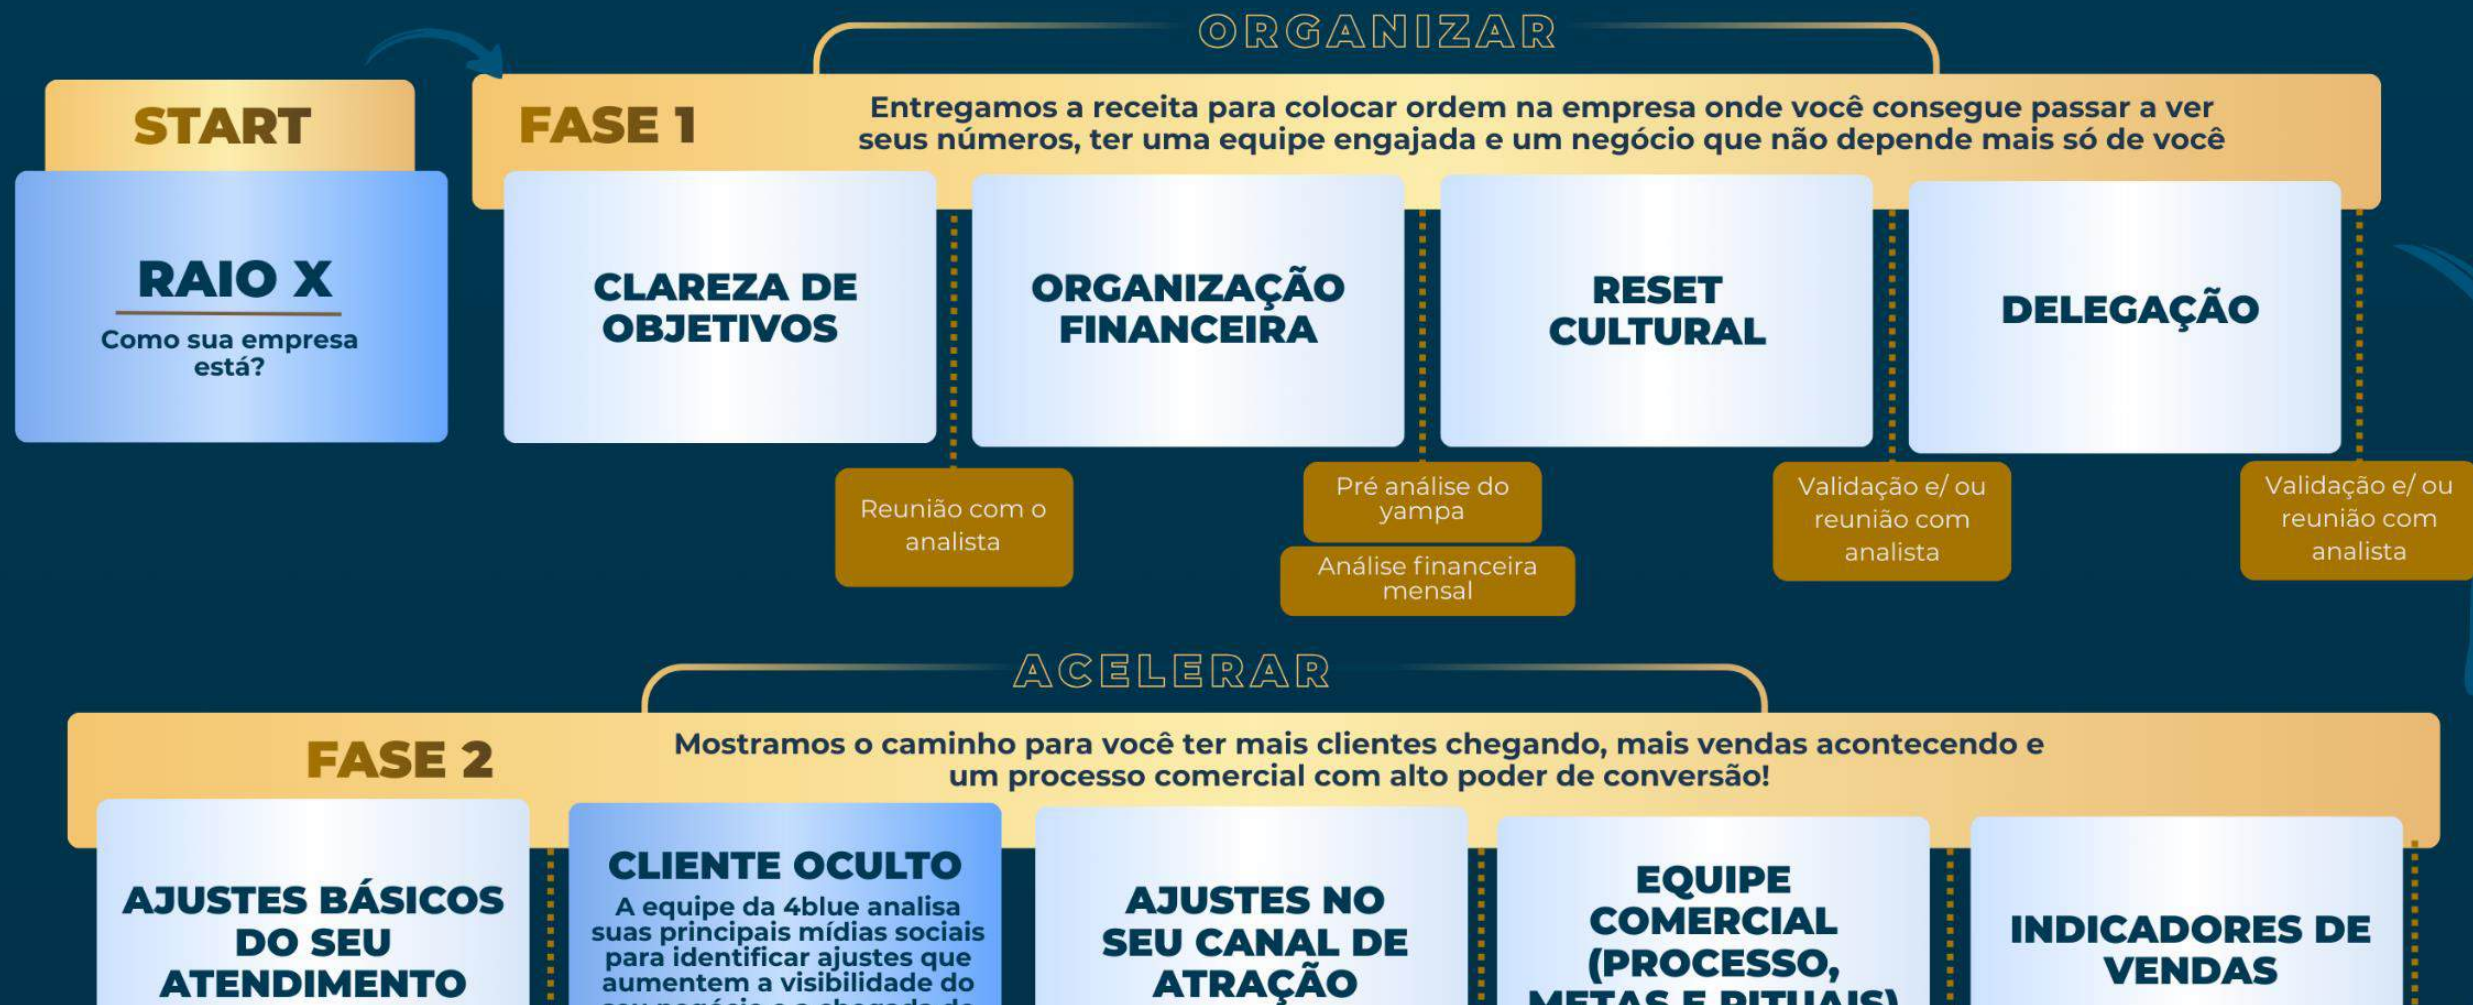 ORGANIZAR
START
FASE 1
Entregamos a receita para colocar ordem na empresa onde você consegue passar a ver
seus números, ter uma equipe engajada e um negócio que não depende mais só de você
RAIO X
Como sua empresa
está?
CLAREZA DE
OBJETIVOS
ORGANIZAÇÃO
FINANCEIRA
RESET
CULTURAL
DELEGAÇÃO
Reunião com o
analista
Pré análise do
yampa
Análise financeira
mensal
Validação e/ ou
reunião com
analista
Validação e/ ou
reunião com
analista
ACELERAR
FASE 2
Mostramos o caminho para você ter mais clientes chegando, mais vendas acontecendo e
um processo comercial com alto poder de conversão!
AJUSTES BÁSICOS
DO SEU
ATENDIMENTO
CLIENTE OCULTO
A equipe da 4blue analisa
suas principais mídias sociais
para identificar ajustes que
aumentem a visibilidade do
seu negócio e a chegada de
AJUSTES NO
SEU CANAL DE
ATRAÇÃO
EQUIPE
COMERCIAL
(PROCESSO,
METAS E RITUAIS)
INDICADORES DE
VENDAS